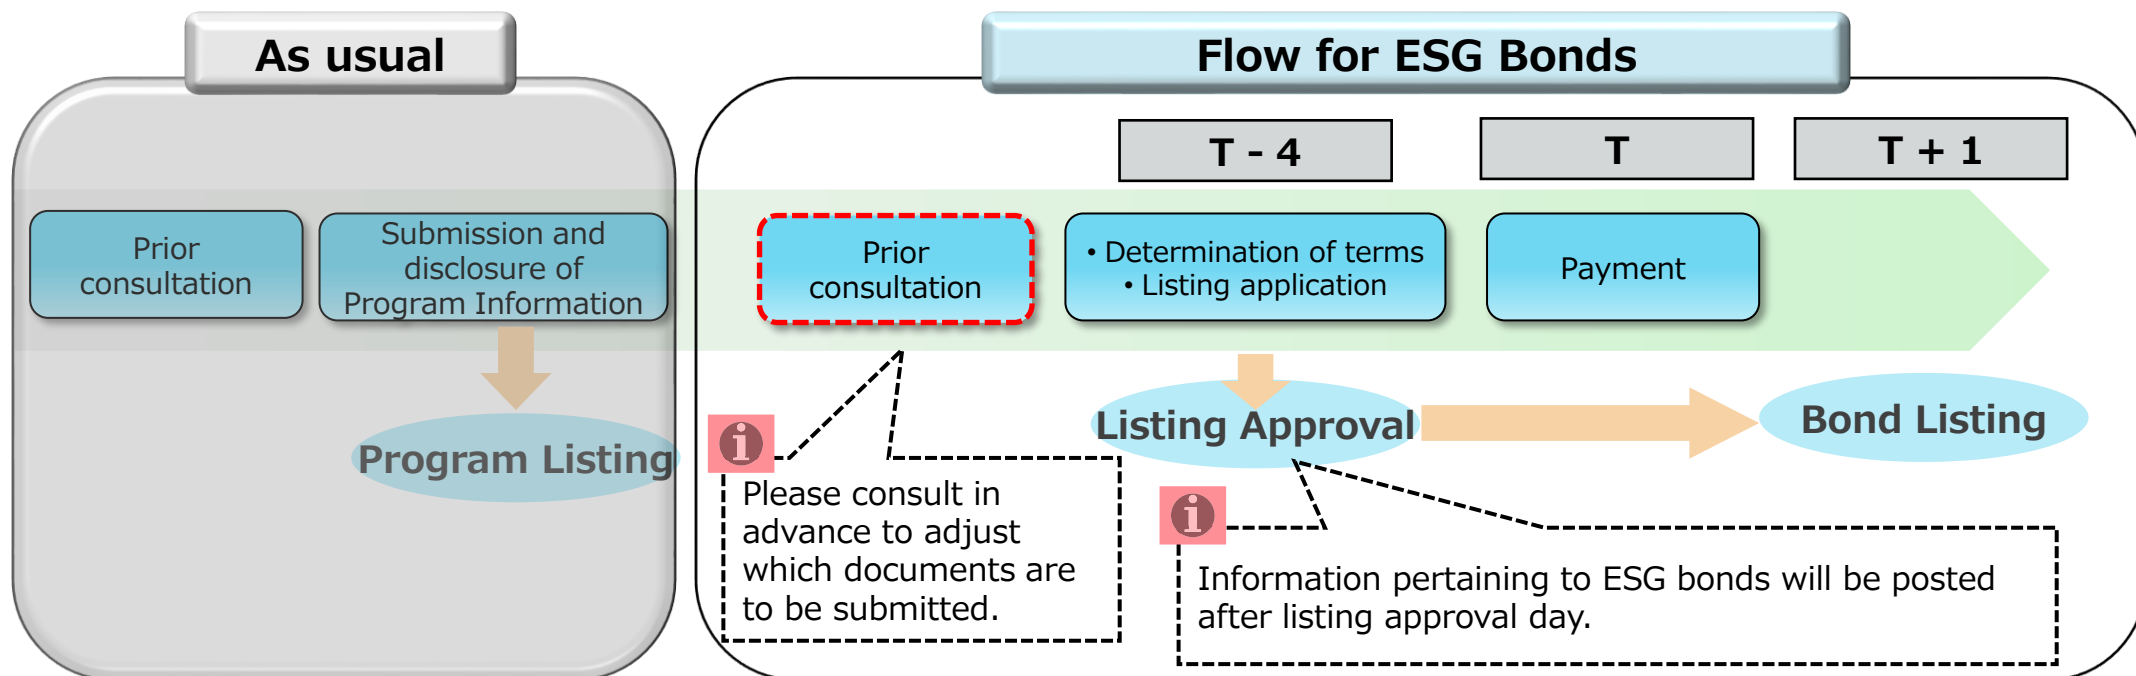 As usual
Flow for ESG Bonds
T - 4
T
T + 1
Prior
consultation
Submission and
disclosure of
Program Information
Prior
consultation
• Determination of terms
• Listing application
Payment
Program Listing
Listing Approval
Bond Listing
i
Please consult in
advance to adjust
which documents are
to be submitted.
i
Information pertaining to ESG bonds will be posted
after listing approval day.